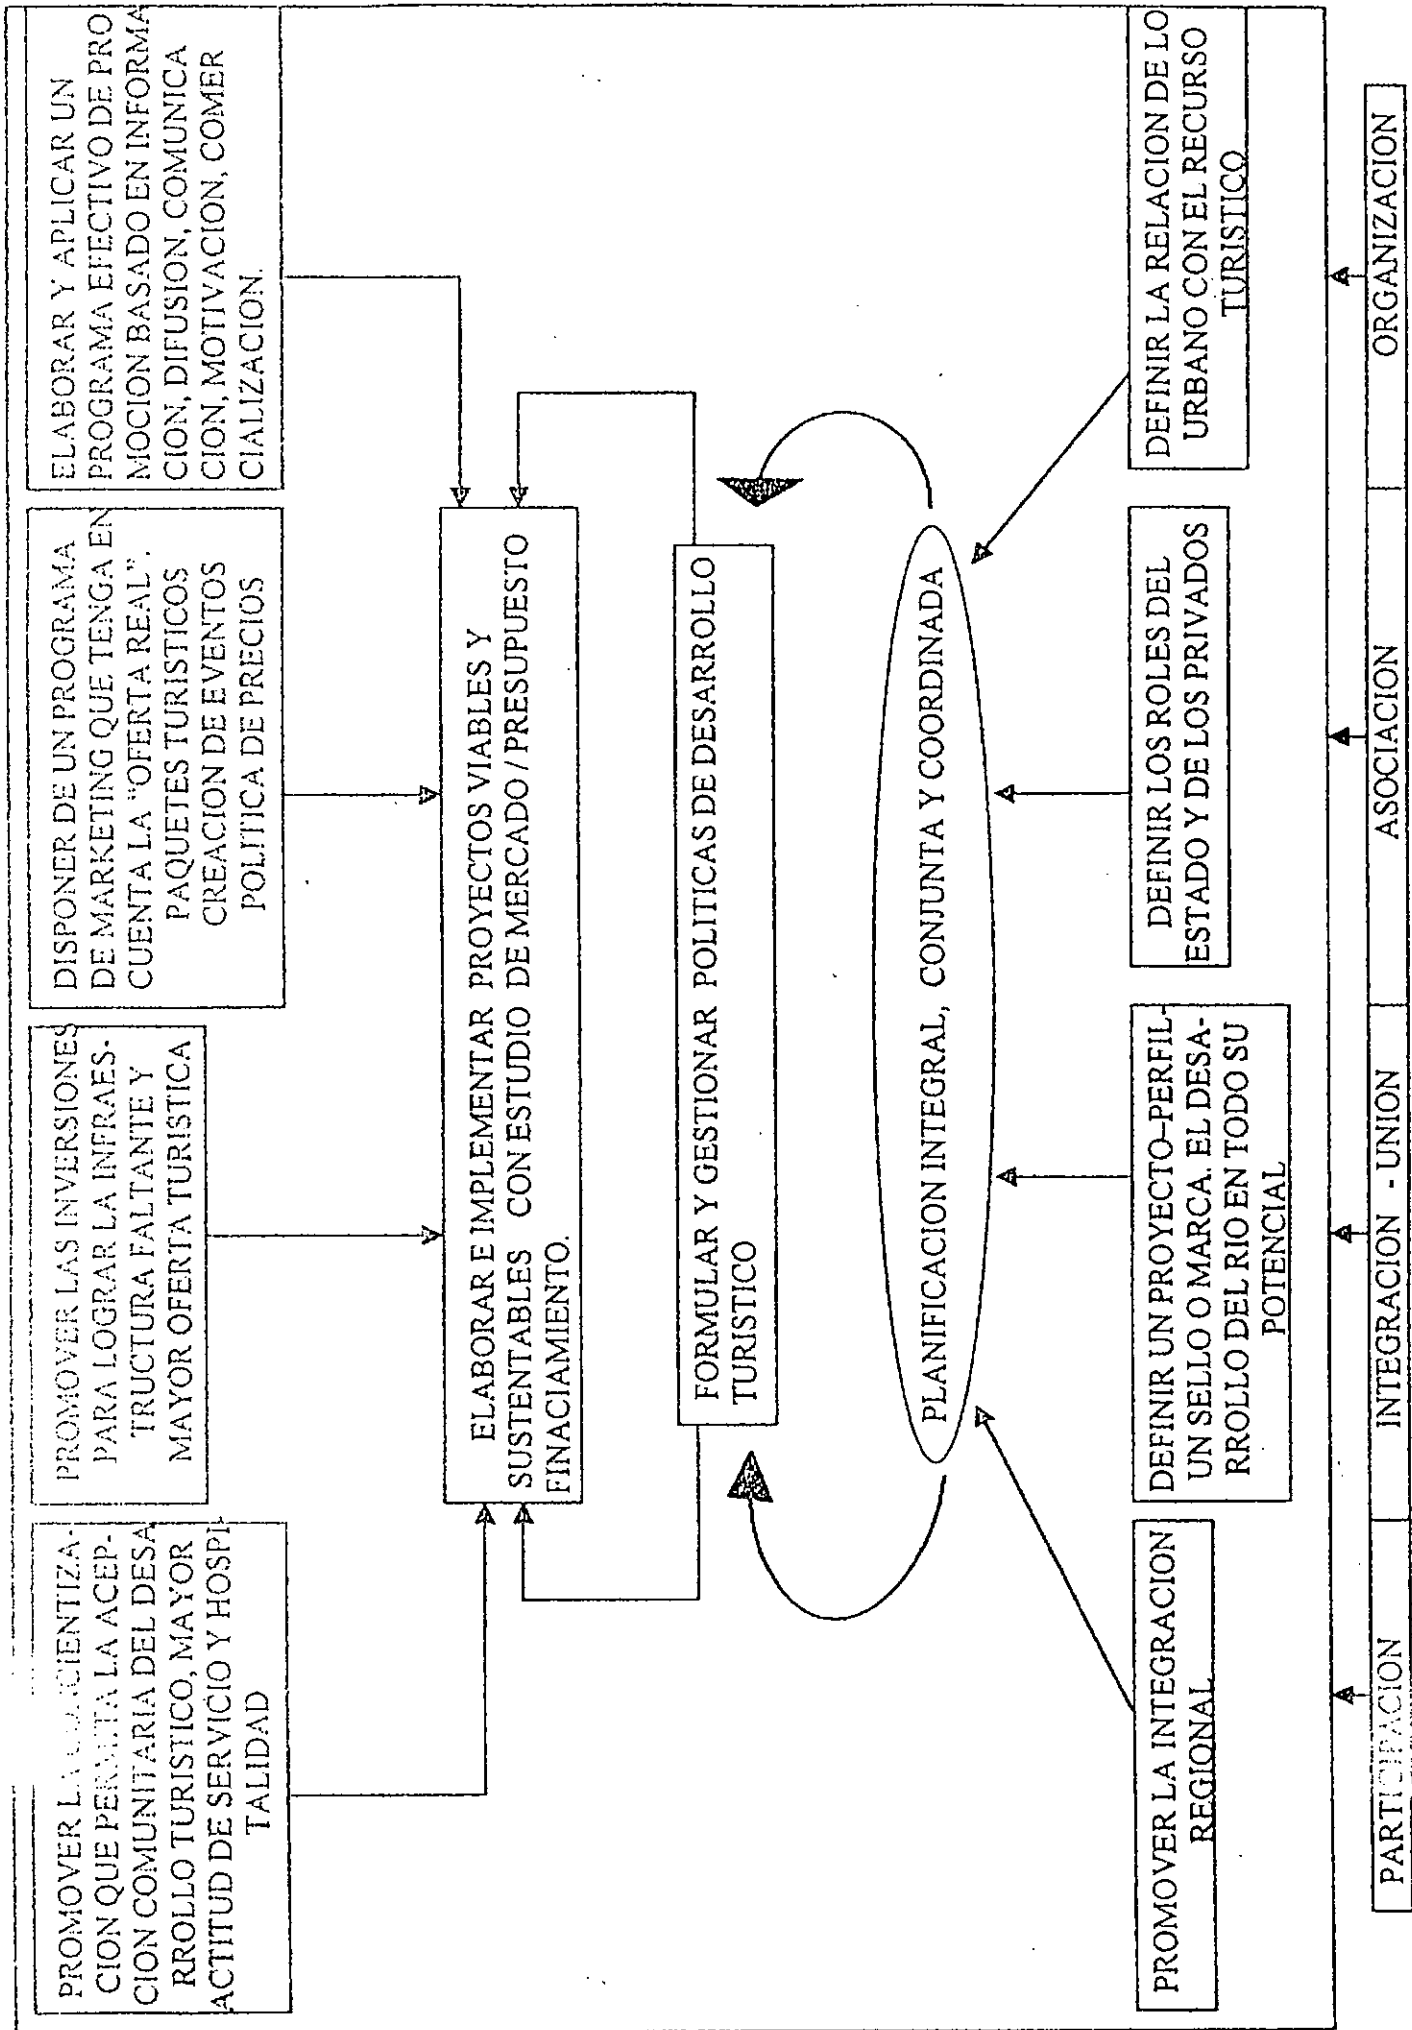 PROMOVER LA CONCIENTIZA-
CION QUE PERMITA LA ACEP-
CION COMUNITARIA DEL DESA
RROLLO TURISTICO, MAYOR
ACTITUD DE SERVICIO Y HOSPI-
TALIDAD
PROMOVER LAS INVERSIONES
PARA LOGRAR LA INFRAES-
TRUCTURA FALTANTE Y
MAYOR OFERTA TURISTICA
DISPONER DE UN PROGRAMA
DE MARKETING QUE TENGA EN
CUENTA LA "OFERTA REAL".
PAQUETES TURISTICOS
CREACION DE EVENTOS
POLITICA DE PRECIOS
ELABORAR Y APLICAR UN
PROGRAMA EFECTIVO DE PRO
MOCION BASADO EN INFORMA
CION, DIFUSION, COMUNICA
CION, MOTIVACION, COMER
CIALIZACION.
ELABORAR E IMPLEMENTAR PROYECTOS VIABLES Y
SUSTENTABLES CON ESTUDIO DE MERCADO / PRESUPUESTO
FINACIAMIENTO.
FORMULAR Y GESTIONAR POLITICAS DE DESARROLLO
TURISTICO
PLANIFICACION INTEGRAL, CONJUNTA Y COORDINADA
PROMOVER LA INTEGRACION
REGIONAL
DEFINIR UN PROYECTO-PERFIL-
UN SELLO O MARCA. EL DESA-
RROLLO DEL RIO EN TODO SU
POTENCIAL
DEFINIR LOS ROLES DEL
ESTADO Y DE LOS PRIVADOS
DEFINIR LA RELACION DE LO
URBANO CON EL RECURSO
TURISTICO
PARTICIPACION
INTEGRACION - UNION
ASOCIACION
ORGANIZACION